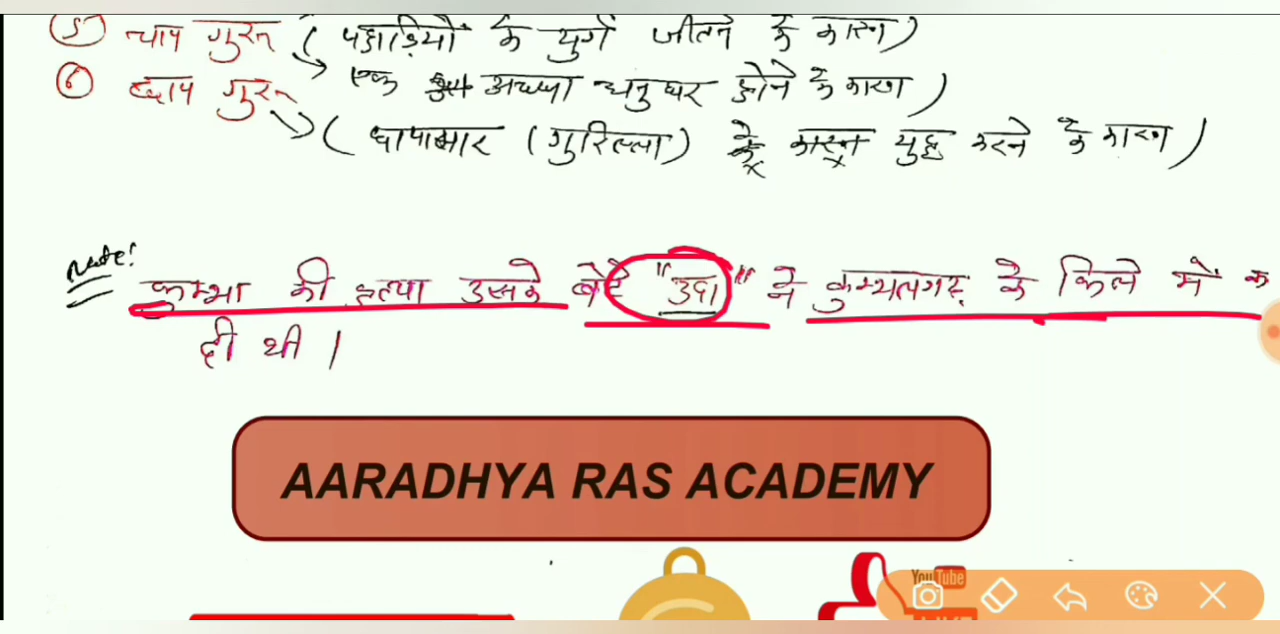 ⑤ चाप गुरु ( पहाड़ियों के युर्ग जीतने के कारण )
⑥ छाप गुरु एक अच्छा धनुधर होने के कारण )
( छापामार (गुरिल्ला) के कारन युद्ध करने के कारण )
Note!
कुम्भा की हत्या उसके बेटे "उदा" ने कुम्भलगढ़ के किले में क
दी थी ।
AARADHYA RAS ACADEMY
YouTube